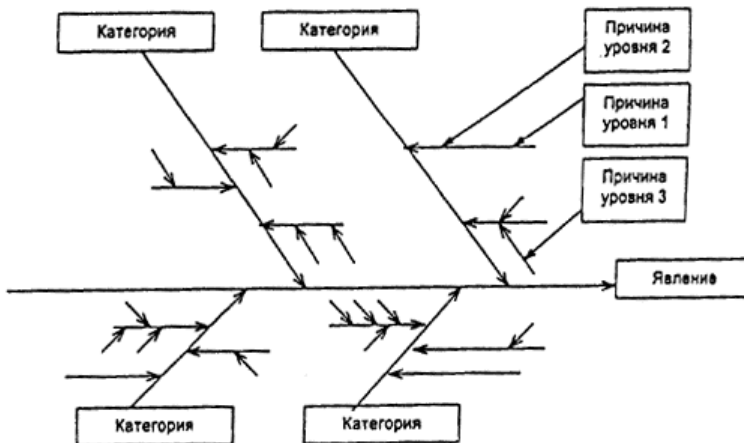 Категория
Категория
Причина
уровня 2
Причина
уровня 1
Причина
уровня 3
Явление
Категория
Категория